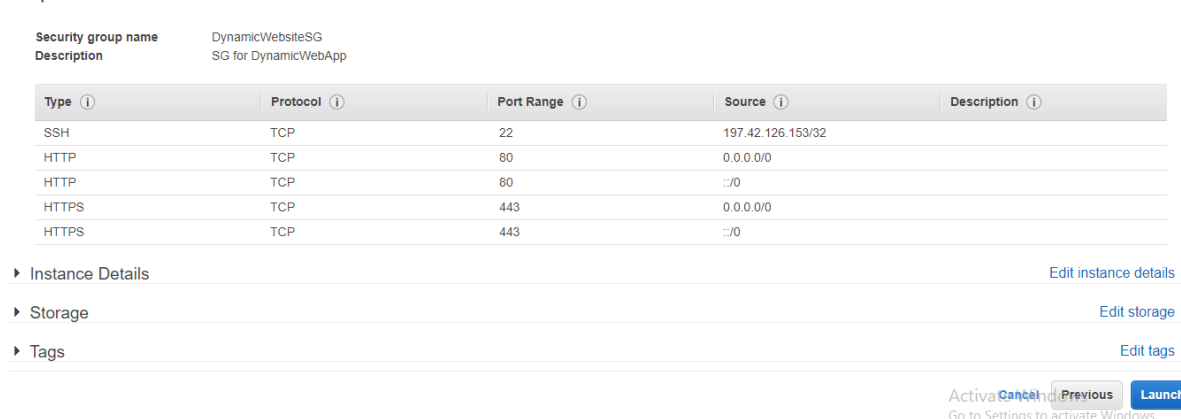 Security group name DynamicWebsiteSG
Description SG for DynamicWebApp
Type Protocol Port Range Source Description
SSH TCP 22 197.42.126.153/32
HTTP TCP 80 0.0.0.0/0
HTTP TCP 80 ::/0
HTTPS TCP 443 0.0.0.0/0
HTTPS TCP 443 ::/0
Instance Details Edit instance details
Storage Edit storage
Tags Edit tags
Activate Windows
Cancel Previous Launch
Go to Settings to activate Windows.